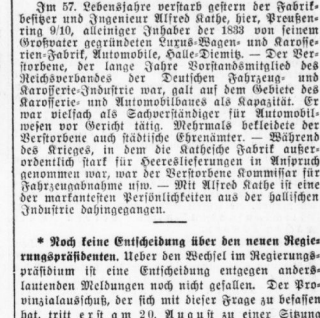 Im 57. Lebensjahre verstarb gestern der Fabrik-
besitzer und Ingenieur Alfred Kathe, hier, Preußen-
ring 9/10, alleiniger Inhaber der 1833 von seinem
Großvater gegründeten Luxus-Wagen- und Karosse-
rien-Fabrik, Automobile, Halle-Diemitz. — Der Ver-
storbene, der lange Jahre Vorstandsmitglied des
Reichsverbandes der Deutschen Fahrzeug- und
Karosserie-Industrie war, galt auf dem Gebiete des
Karosserie- und Automobilbaues als Kapazität. Er
war vielfach als Sachverständiger für Automobil-
wesen vor Gericht tätig. Mehrmals bekleidete der
Verstorbene auch städtische Ehrenämter. — Während
des Krieges, in dem die Kathesche Fabrik außer-
ordentlich stark für Heereslieferungen in Anspruch
genommen war, war der Verstorbene Kommissar für
Fahrzeugabnahme usw. — Mit Alfred Kathe ist eine
der markantesten Persönlichkeiten aus der hallischen
Industrie dahingegangen.
* Noch keine Entscheidung über den neuen Regie-
rungspräsidenten. Ueber den Wechsel im Regierungs-
präsidium ist eine Entscheidung entgegen anders-
lautenden Meldungen noch nicht gefallen. Der Pro-
vinzialausschuß, der sich mit dieser Frage zu befassen
hat, tritt erst am 20. August zu einer Sitzung